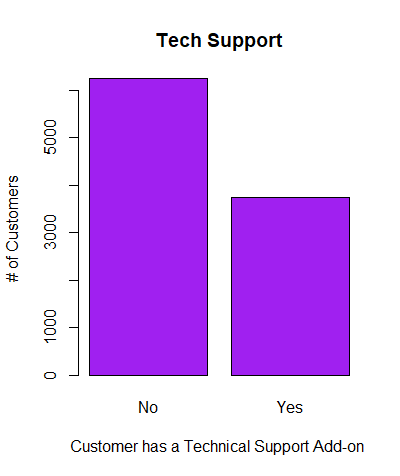 Tech Support
# of Customers
5000
3000
1000
0
No Yes
Customer has a Technical Support Add-on